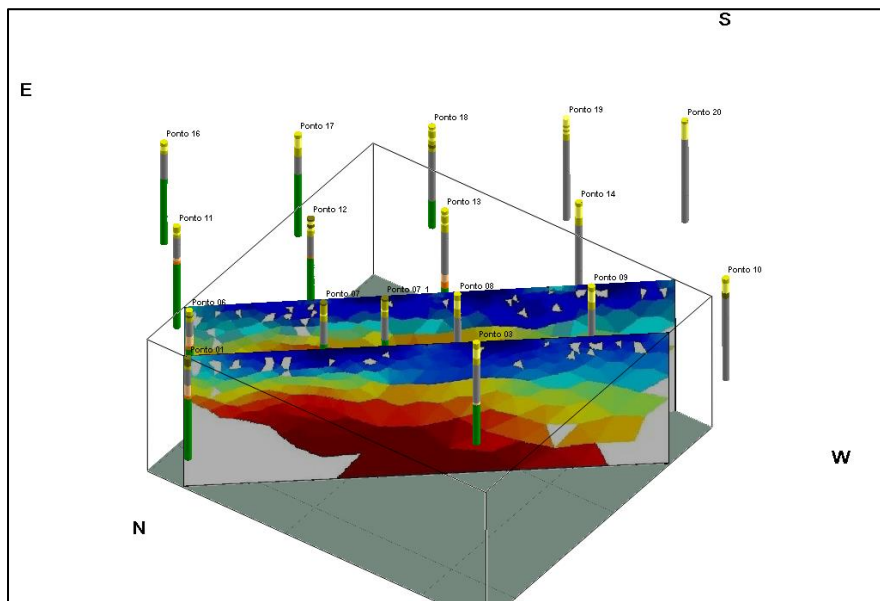 S
E
Ponto 16
Ponto 17
Ponto 18
Ponto 19
Ponto 20
Ponto 11
Ponto 12
Ponto 13
Ponto 14
Ponto 10
Ponto 06
Ponto 07
Ponto 07_1
Ponto 08
Ponto 09
Ponto 01
Ponto 03
W
N